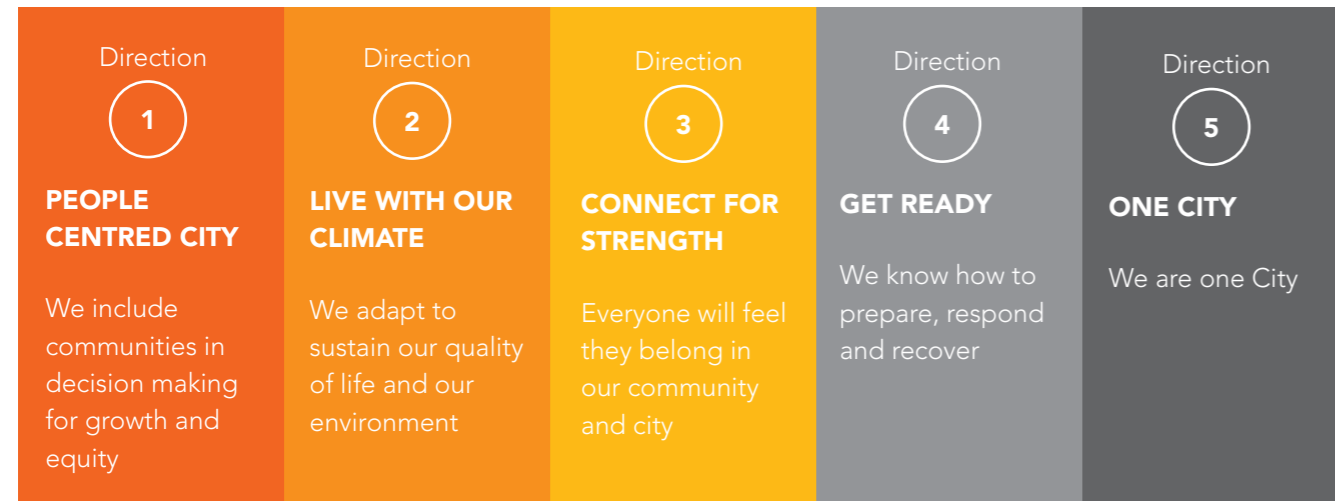 Direction
1
PEOPLE
CENTRED CITY
We include
communities in
decision making
for growth and
equity
Direction
2
LIVE WITH OUR
CLIMATE
We adapt to
sustain our quality
of life and our
environment
Direction
3
CONNECT FOR
STRENGTH
Everyone will feel
they belong in
our community
and city
Direction
4
GET READY
We know how to
prepare, respond
and recover
Direction
5
ONE CITY
We are one City